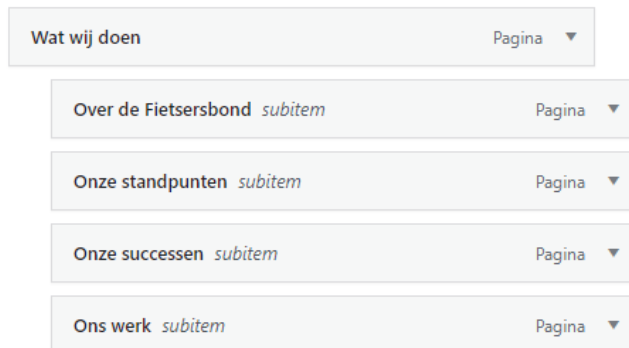 Wat wij doen Pagina
Over de Fietsersbond subitem Pagina
Onze standpunten subitem Pagina
Onze successen subitem Pagina
Ons werk subitem Pagina